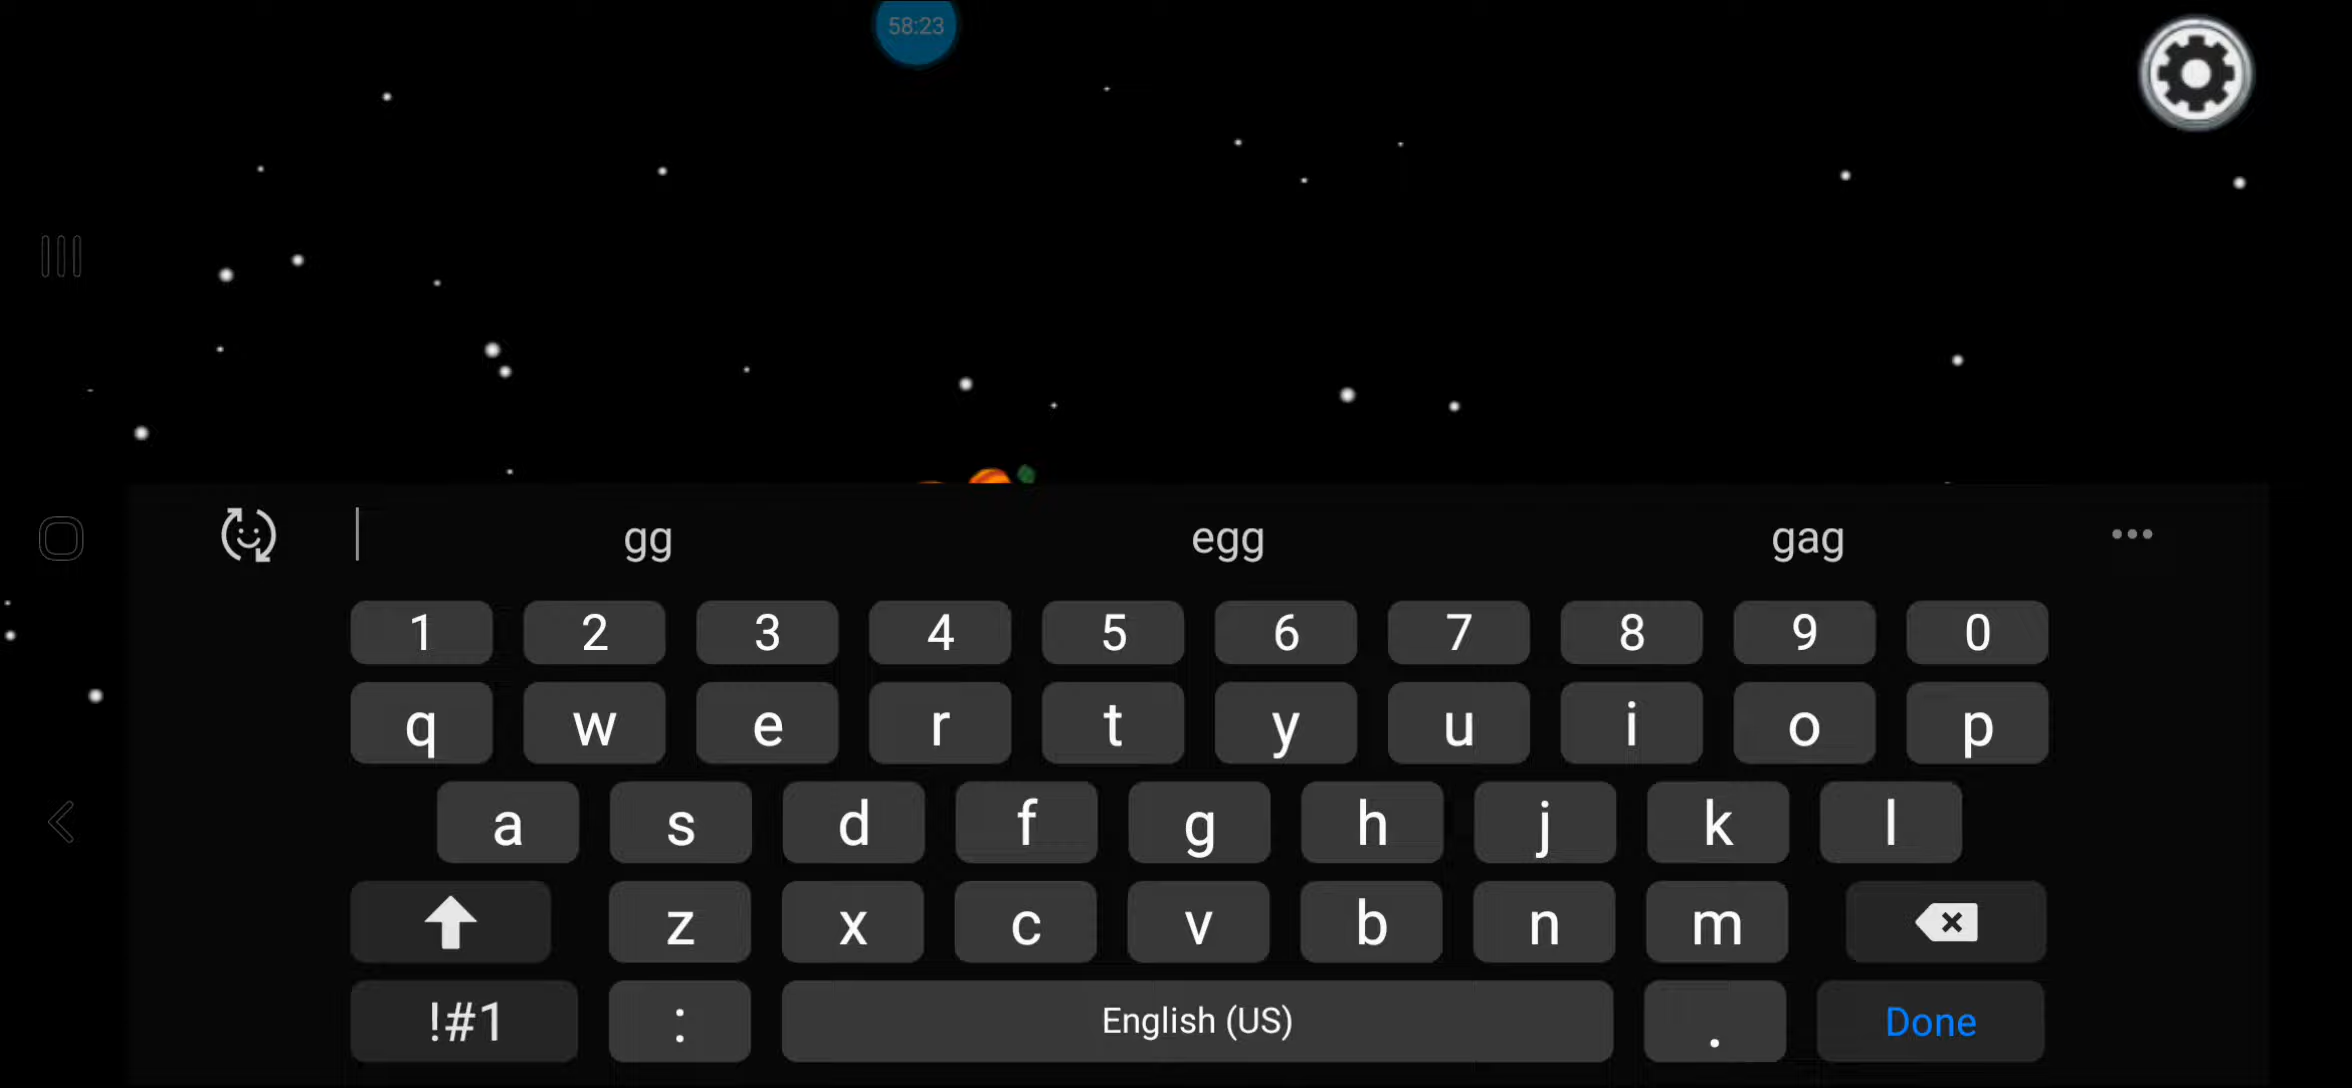 58:23
gg egg gag
1 2 3 4 5 6 7 8 9 0
q w e r t y u i o p
a s d f g h j k l
z x c v b n m
!#1 : English (US) . Done